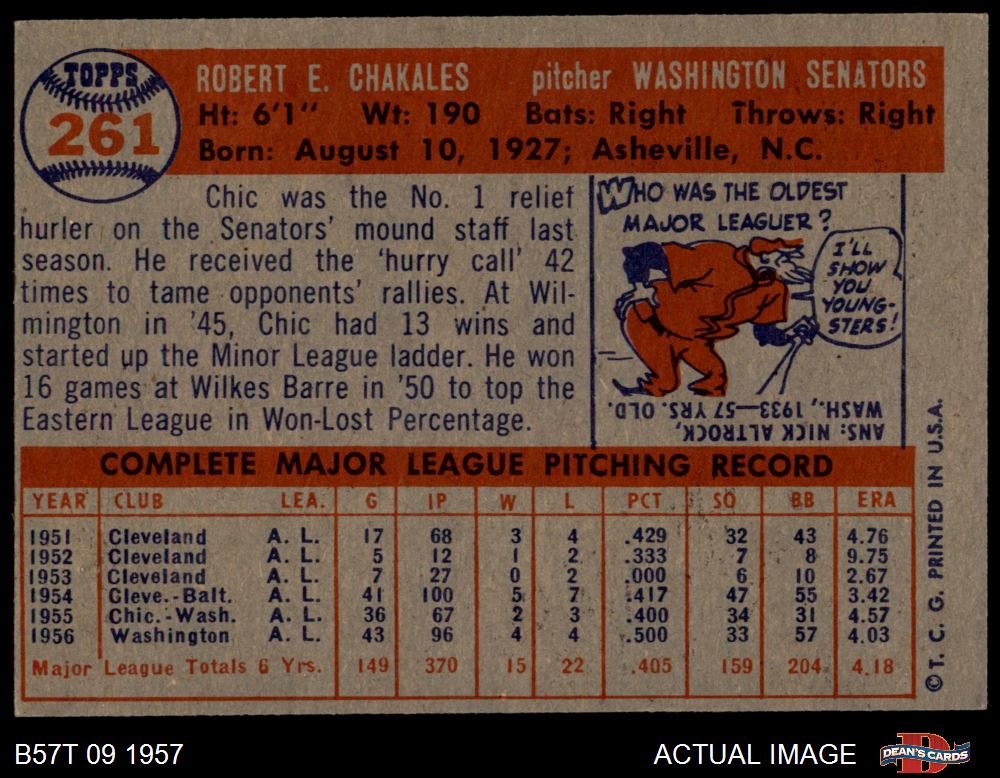 TOPPS
261
ROBERT E. CHAKALES pitcher WASHINGTON SENATORS
Ht: 6'1" Wt: 190 Bats: Right Throws: Right
Born: August 10, 1927; Asheville, N.C.
Chic was the No. 1 relief
hurler on the Senators' mound staff last
season. He received the 'hurry call' 42
times to tame opponents' rallies. At Wil-
mington in '45, Chic had 13 wins and
started up the Minor League ladder. He won
16 games at Wilkes Barre in '50 to top the
Eastern League in Won-Lost Percentage.
WHO WAS THE OLDEST
MAJOR LEAGUER?
I'LL
SHOW
YOU
YOUNG-
STERS!
ANS: NICK ALTROCK,
WASH., 1933—57 YRS. OLD.
COMPLETE MAJOR LEAGUE PITCHING RECORD
YEAR CLUB LEA. G IP W L PCT SO BB ERA
1951 Cleveland A. L. 17 68 3 4 .429 32 43 4.76
1952 Cleveland A. L. 5 12 1 2 .333 7 8 9.75
1953 Cleveland A. L. 7 27 0 2 .000 6 10 2.67
1954 Cleve.-Balt. A. L. 41 100 5 7 .417 47 55 3.42
1955 Chic.-Wash. A. L. 36 67 2 3 .400 34 31 4.57
1956 Washington A. L. 43 96 4 4 .500 33 57 4.03
Major League Totals 6 Yrs. 149 370 15 22 .405 159 204 4.18
© T. C. G. PRINTED IN U.S.A.
B57T 09 1957
ACTUAL IMAGE
DEAN'S CARDS